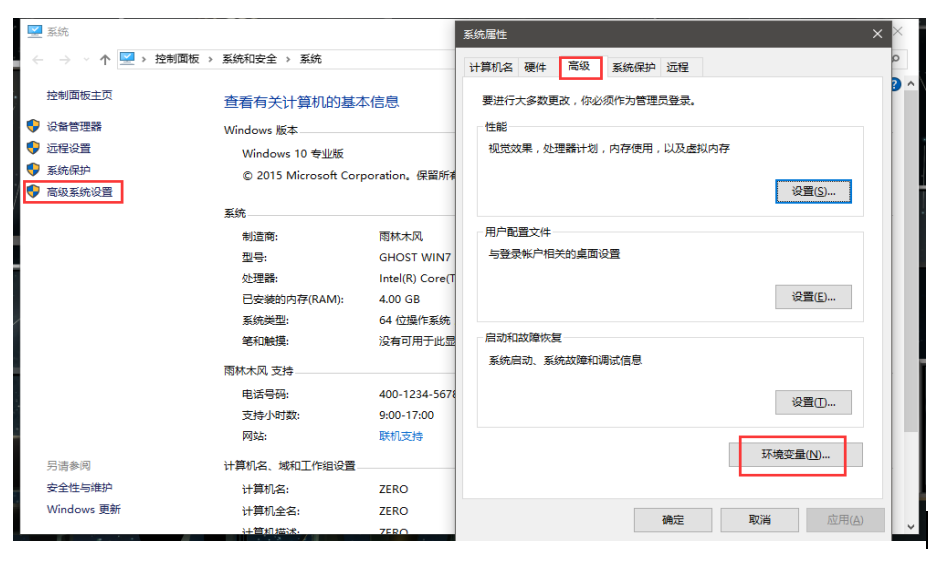 系统
控制面板 › 系统和安全 › 系统
控制面板主页
设备管理器
远程设置
系统保护
高级系统设置
另请参阅
安全性与维护
Windows 更新
查看有关计算机的基本信息
Windows 版本
Windows 10 专业版
© 2015 Microsoft Corporation。保留所有
系统
制造商: 雨林木风
型号: GHOST WIN7
处理器: Intel(R) Core(T
已安装的内存(RAM): 4.00 GB
系统类型: 64 位操作系统
笔和触摸: 没有可用于此显
雨林木风 支持
电话号码: 400-1234-5678
支持小时数: 9:00-17:00
网站: 联机支持
计算机名、域和工作组设置
计算机名: ZERO
计算机全名: ZERO
计算机描述: ZERO
系统属性
计算机名 硬件 高级 系统保护 远程
要进行大多数更改，你必须作为管理员登录。
性能
视觉效果，处理器计划，内存使用，以及虚拟内存
设置(S)...
用户配置文件
与登录帐户相关的桌面设置
设置(E)...
启动和故障恢复
系统启动、系统故障和调试信息
设置(T)...
环境变量(N)...
确定 取消 应用(A)